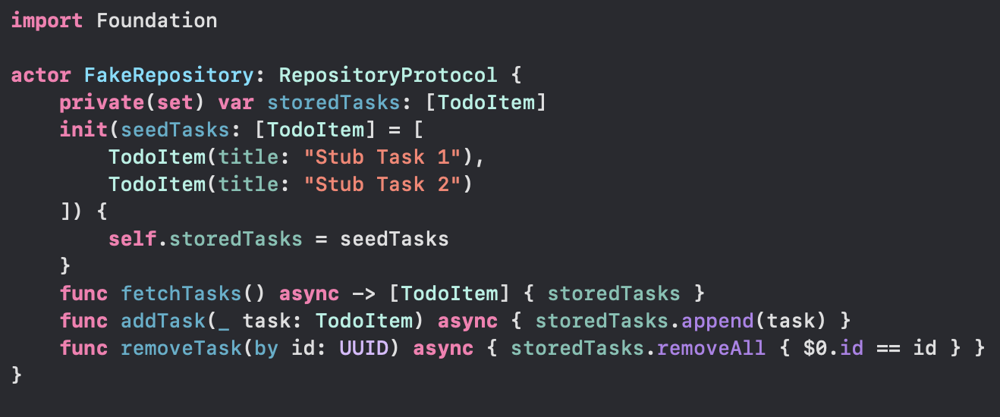 import Foundation

actor FakeRepository: RepositoryProtocol {
    private(set) var storedTasks: [TodoItem]
    init(seedTasks: [TodoItem] = [
        TodoItem(title: "Stub Task 1"),
        TodoItem(title: "Stub Task 2")
    ]) {
        self.storedTasks = seedTasks
    }
    func fetchTasks() async -> [TodoItem] { storedTasks }
    func addTask(_ task: TodoItem) async { storedTasks.append(task) }
    func removeTask(by id: UUID) async { storedTasks.removeAll { $0.id == id } }
}